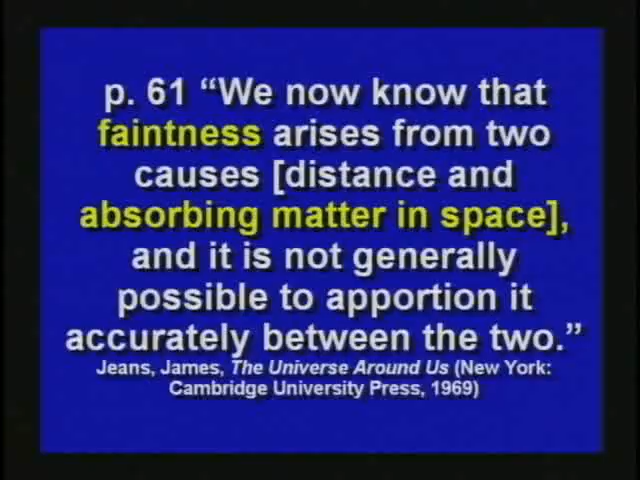 p. 61 “We now know that
faintness arises from two
causes [distance and
absorbing matter in space],
and it is not generally
possible to apportion it
accurately between the two.”
Jeans, James, The Universe Around Us (New York:
Cambridge University Press, 1969)